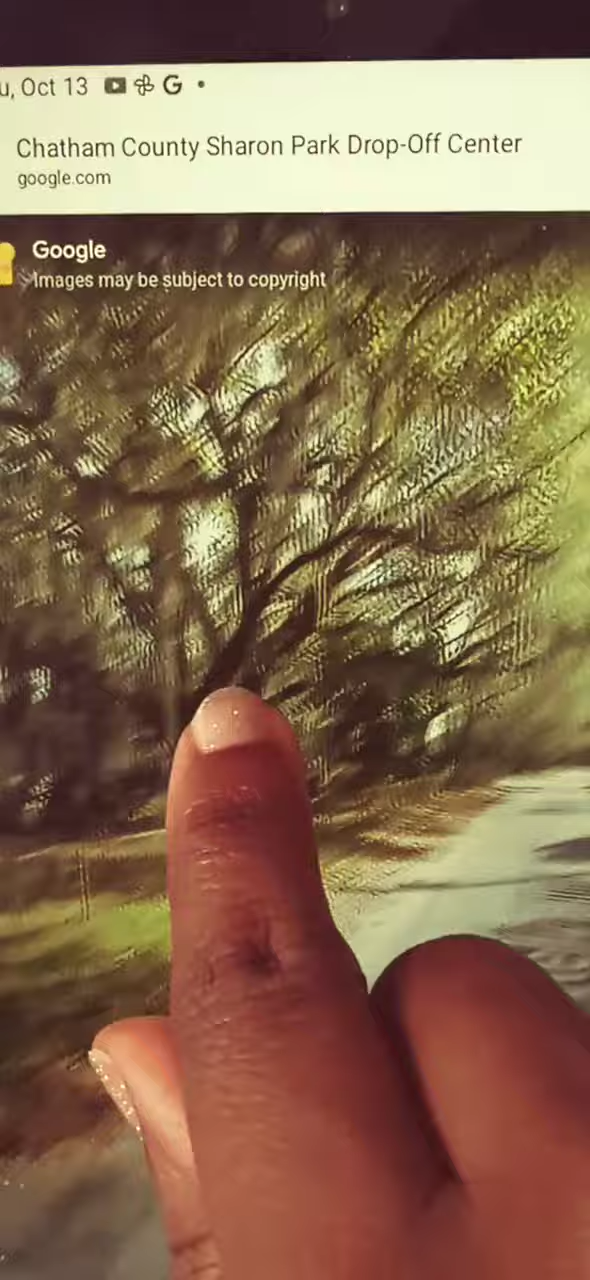 u, Oct 13 G
Chatham County Sharon Park Drop-Off Center
google.com
Google
Images may be subject to copyright